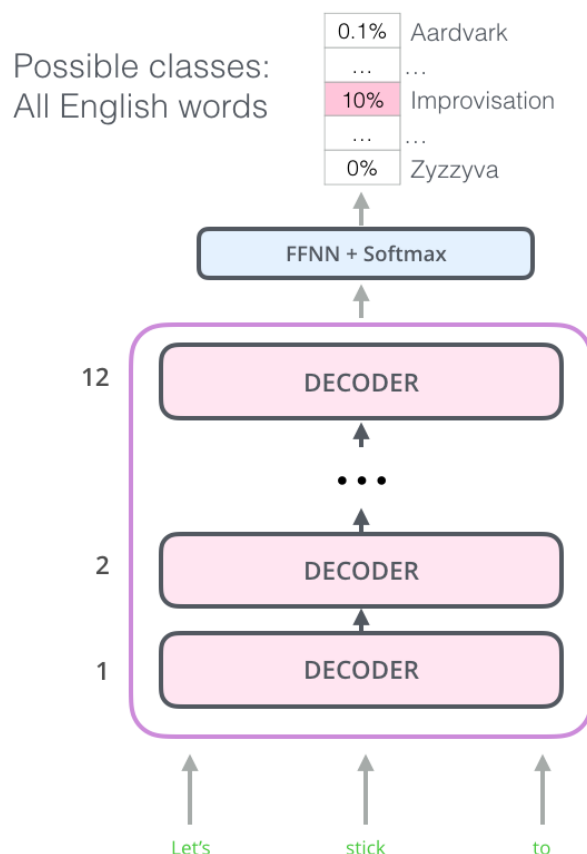 0.1% Aardvark
Possible classes:
... ...
All English words
10% Improvisation
... ...
0% Zyzzyva
FFNN + Softmax
12 DECODER
...
2 DECODER
1 DECODER
Let's stick to